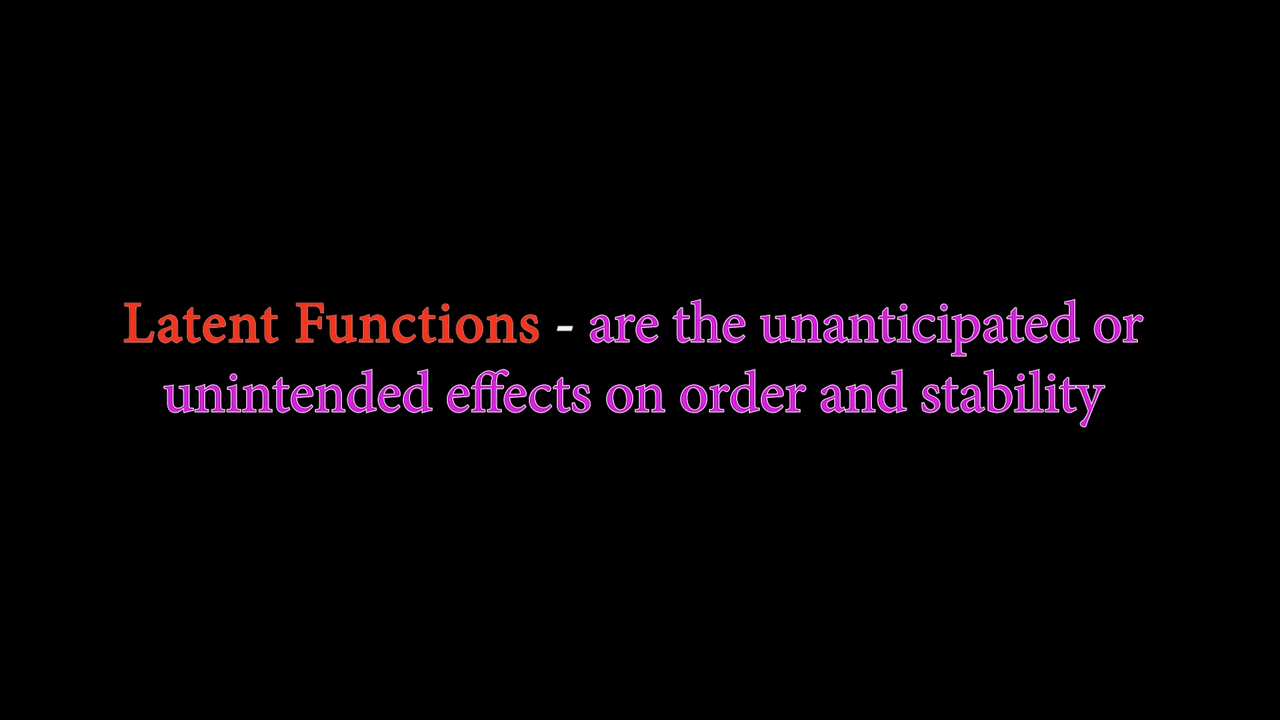 Latent Functions - are the unanticipated or
unintended effects on order and stability